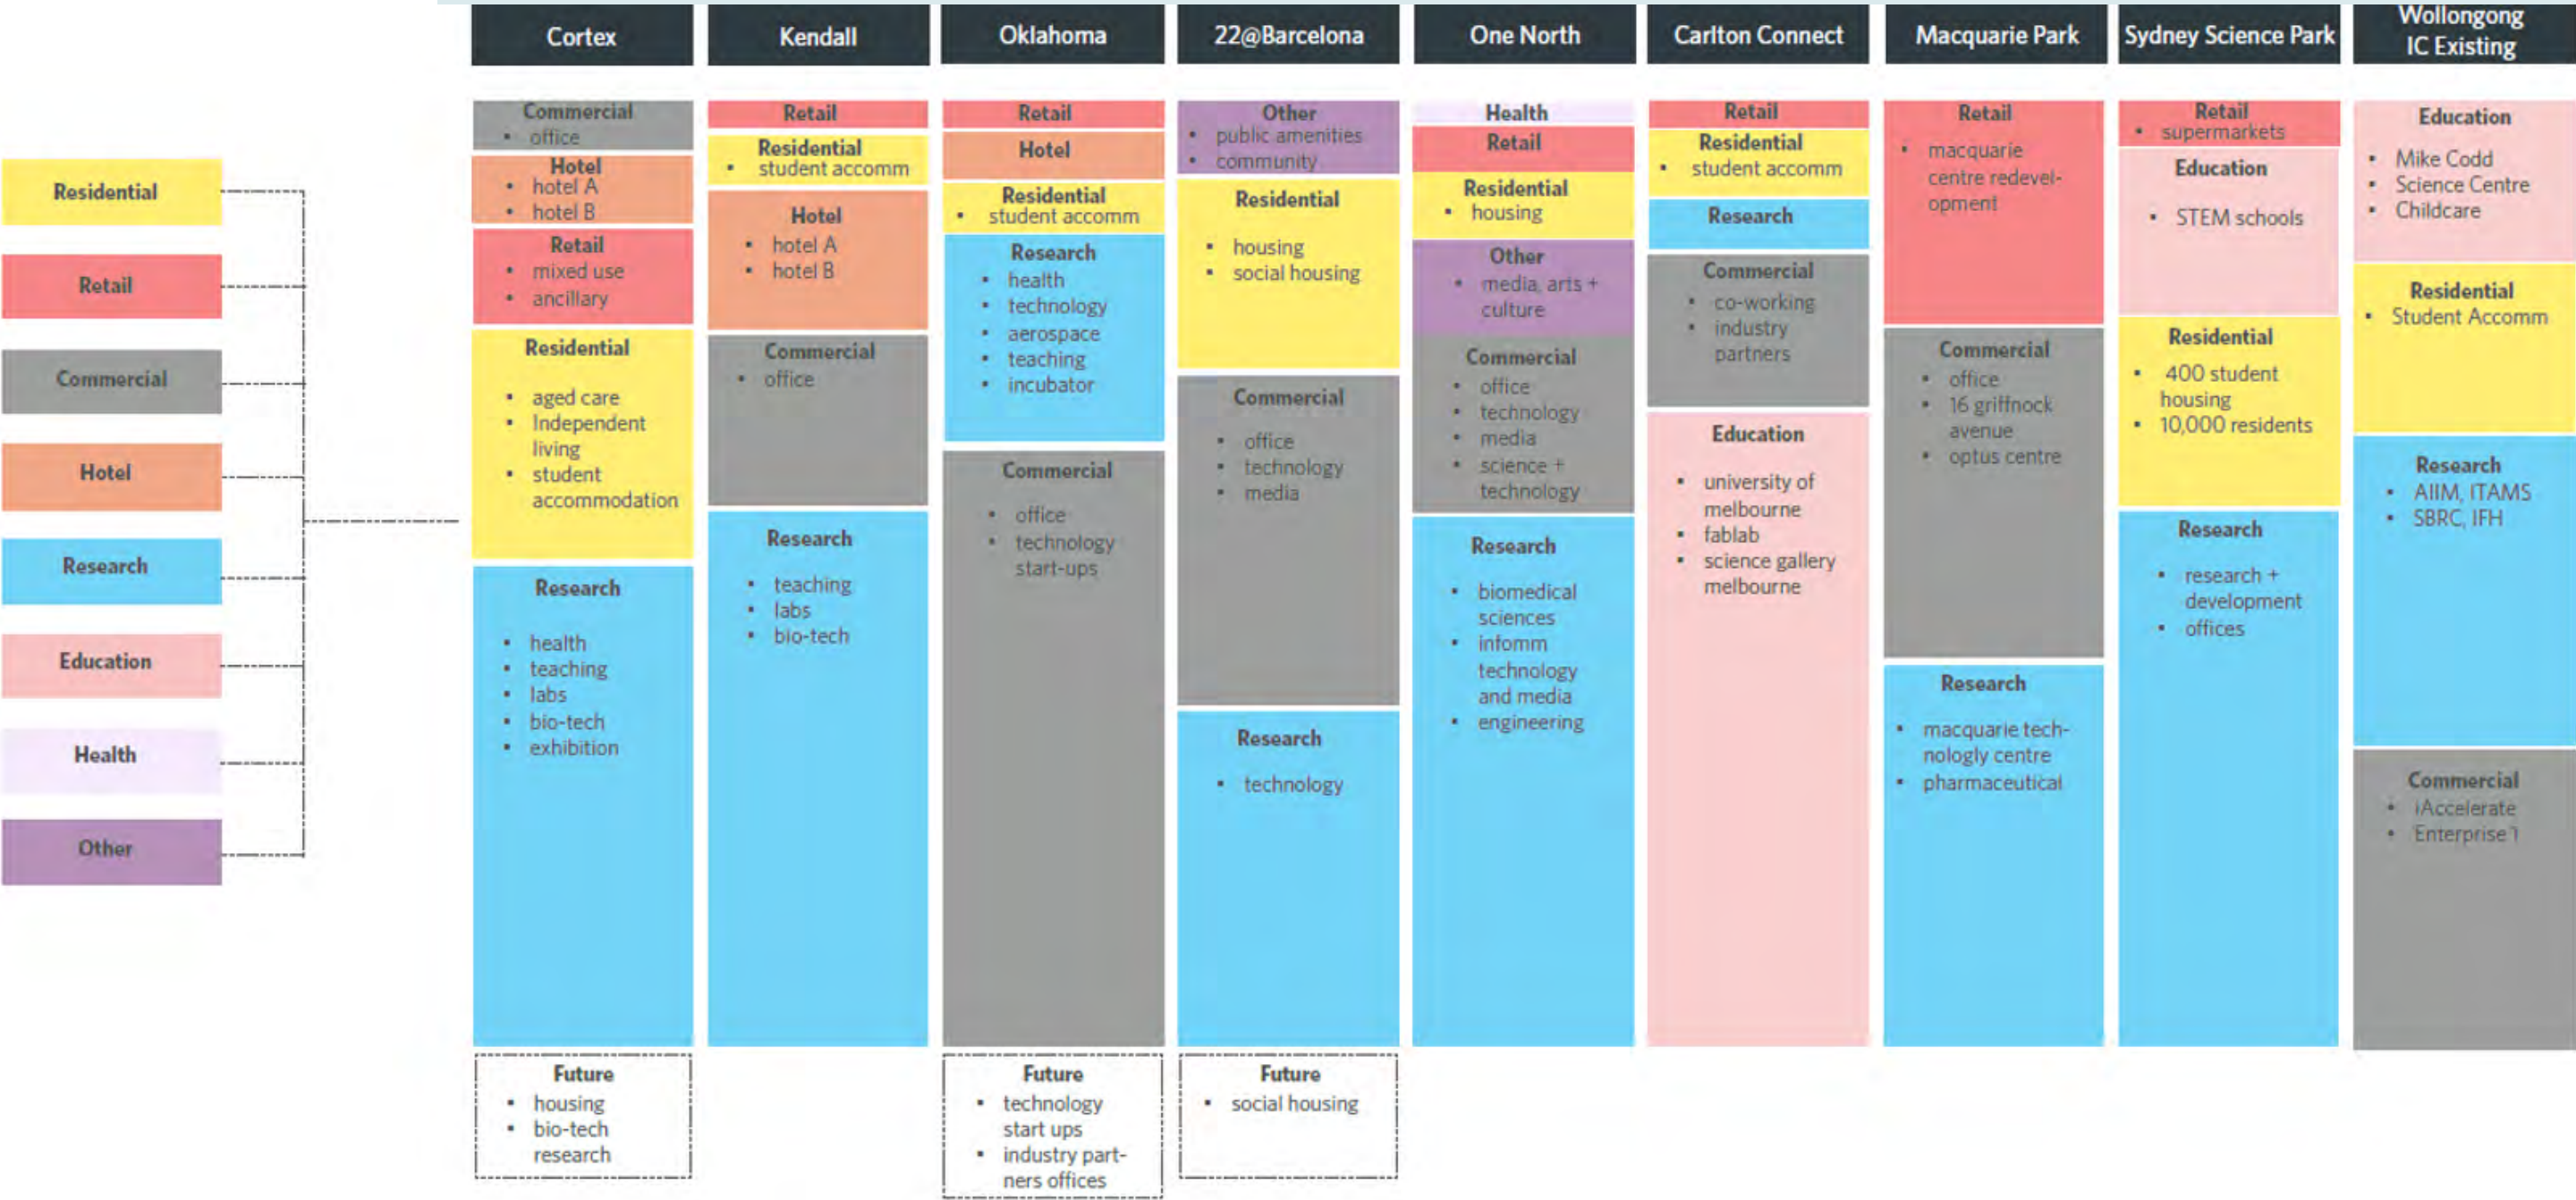 Cortex
Kendall
Oklahoma
22@Barcelona
One North
Carlton Connect
Macquarie Park
Sydney Science Park
Wollongong
IC Existing
Residential
Retail
Commercial
Hotel
Research
Education
Health
Other
Commercial
▪ office
Hotel
▪ hotel A
▪ hotel B
Retail
▪ mixed use
▪ ancillary
Residential
▪ aged care
▪ Independent
living
▪ student
accommodation
Research
▪ health
▪ teaching
▪ labs
▪ bio-tech
▪ exhibition
Future
▪ housing
▪ bio-tech
research
Retail
Residential
▪ student accomm
Hotel
▪ hotel A
▪ hotel B
Commercial
▪ office
Research
▪ teaching
▪ labs
▪ bio-tech
Retail
Hotel
Residential
▪ student accomm
Research
▪ health
▪ technology
▪ aerospace
▪ teaching
▪ incubator
Commercial
▪ office
▪ technology
start-ups
Future
▪ technology
start ups
▪ industry part-
ners offices
Other
▪ public amenities
▪ community
Residential
▪ housing
▪ social housing
Commercial
▪ office
▪ technology
▪ media
Research
▪ technology
Future
▪ social housing
Health
Retail
Residential
▪ housing
Other
▪ media, arts +
culture
Commercial
▪ office
▪ technology
▪ media
▪ science +
technology
Research
▪ biomedical
sciences
▪ infomm
technology
and media
▪ engineering
Retail
Residential
▪ student accomm
Research
Commercial
▪ co-working
▪ industry
partners
Education
▪ university of
melbourne
▪ fablab
▪ science gallery
melbourne
Retail
▪ macquarie
centre redevel-
opment
Commercial
▪ office
▪ 16 griffnock
avenue
▪ optus centre
Research
▪ macquarie tech-
nologly centre
▪ pharmaceutical
Retail
▪ supermarkets
Education
▪ STEM schools
Residential
▪ 400 student
housing
▪ 10,000 residents
Research
▪ research +
development
▪ offices
Education
▪ Mike Codd
▪ Science Centre
▪ Childcare
Residential
▪ Student Accomm
Research
▪ AIIM, ITAMS
▪ SBRC, IFH
Commercial
▪ iAccelerate
▪ Enterprise 1